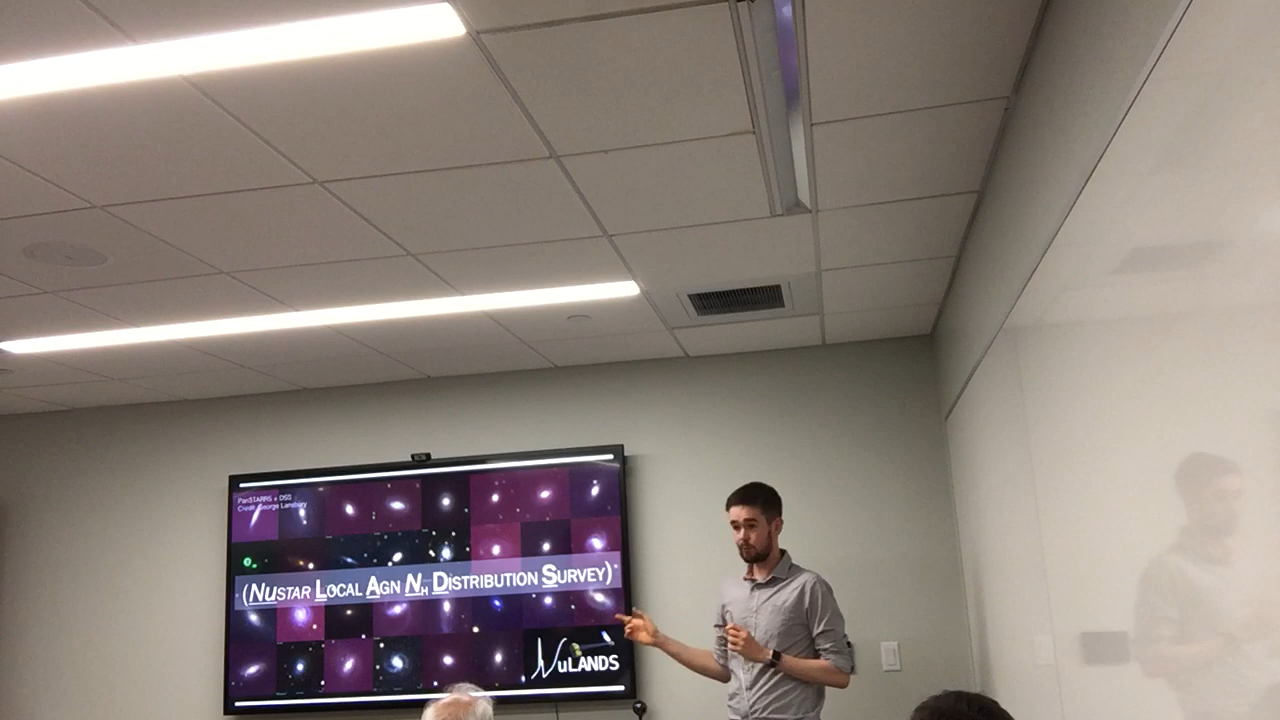 PanSTARRS + DSS
Credit: George Lansbury
(NUSTAR LOCAL AGN NH DISTRIBUTION SURVEY)
NuLANDS